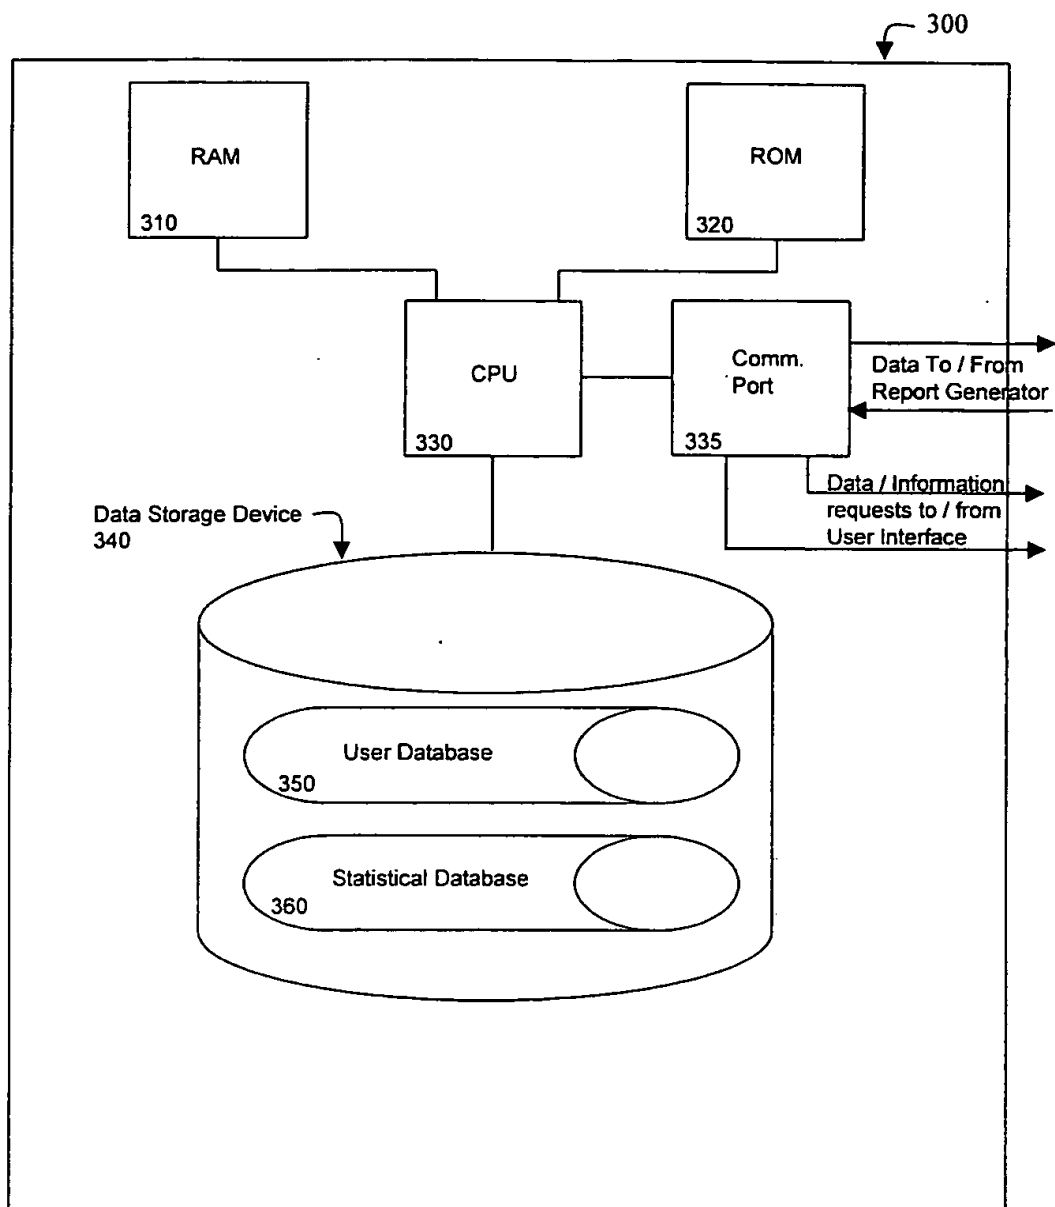 300
RAM
310
ROM
320
CPU
330
Comm.
Port
335
Data To / From
Report Generator
Data / Information
requests to / from
User Interface
Data Storage Device
340
User Database
350
Statistical Database
360